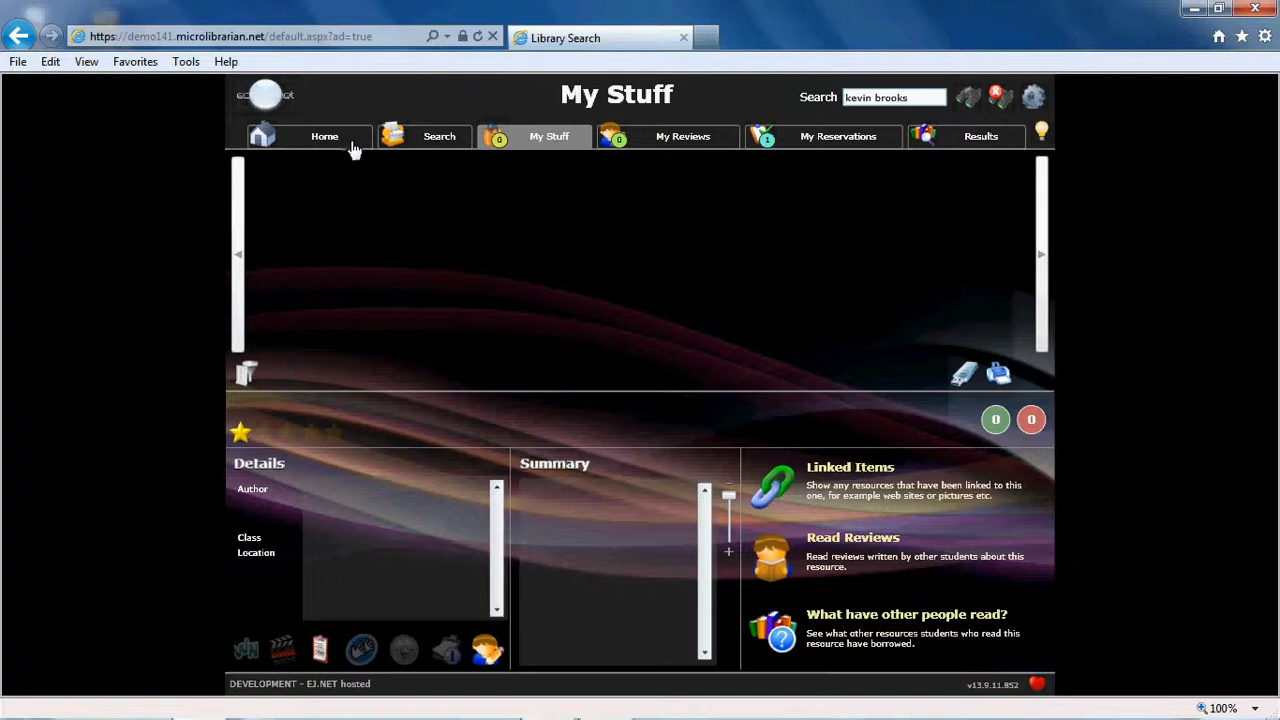 https://demo141.microlibrarian.net/default.aspx?ad=true
Library Search
File Edit View Favorites Tools Help
My Stuff
Search kevin brooks
Home Search 0 My Stuff 0 My Reviews 1 My Reservations Results
0 0
Details
Author
Class
Location
Summary
Linked Items
Show any resources that have been linked to this
one, for example web sites or pictures etc.
Read Reviews
Read reviews written by other students about this
resource.
What have other people read?
See what other resources students who read this
resource have borrowed.
DEVELOPMENT - EJ.NET hosted
v13.9.11.852
100%